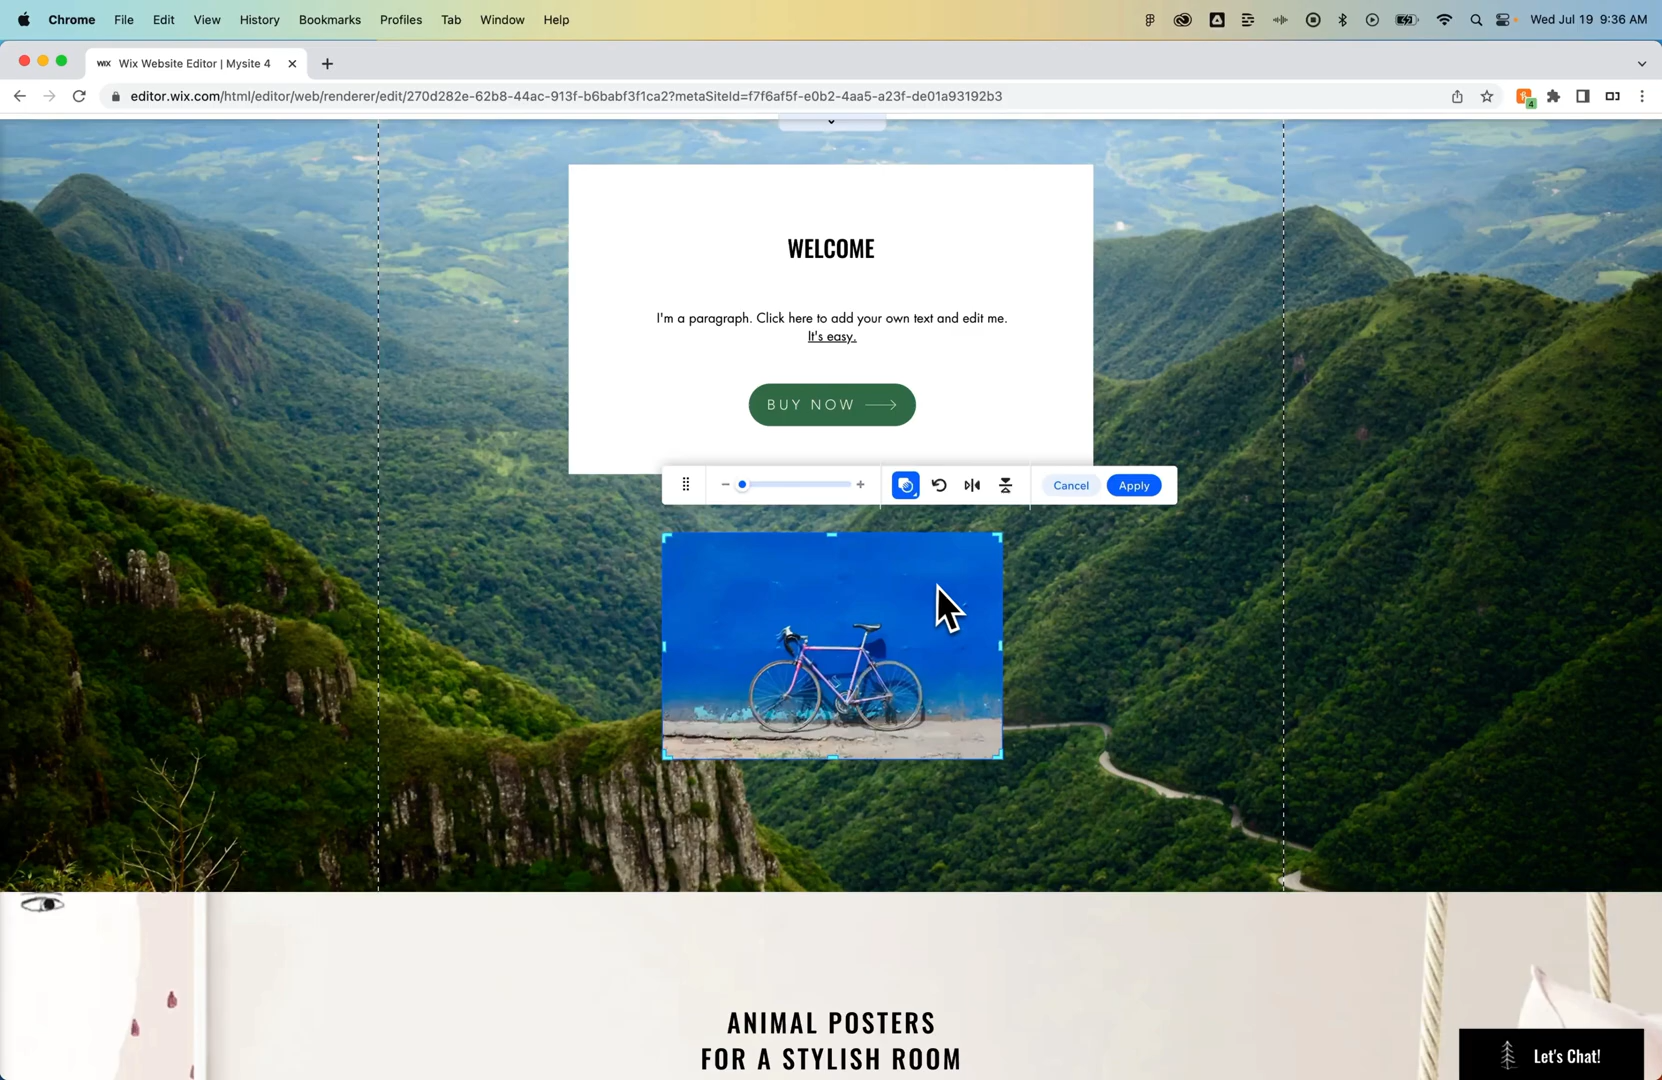 Chrome File Edit View History Bookmarks Profiles Tab Window Help Wed Jul 19 9:36 AM
WIX Wix Website Editor | Mysite 4
editor.wix.com/html/editor/web/renderer/edit/270d282e-62b8-44ac-913f-b6babf3f1ca2?metaSiteId=f7f6af5f-e0b2-4aa5-a23f-de01a93192b3
4
WELCOME
I'm a paragraph. Click here to add your own text and edit me.
It's easy.
BUY NOW
Cancel Apply
ANIMAL POSTERS
FOR A STYLISH ROOM
Let's Chat!